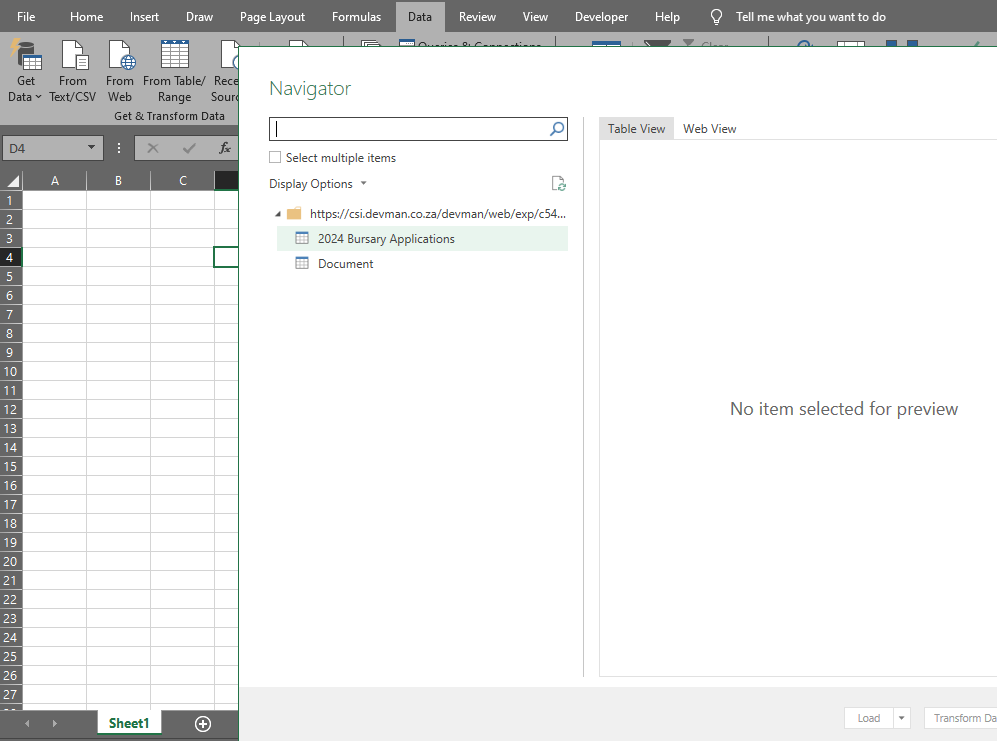 File Home Insert Draw Page Layout Formulas Data Review View Developer Help Tell me what you want to do
Queries & Connections Clear
Get Data
From Text/CSV
From Web
From Table/ Range
Get & Transform Data
D4
fx
A B C
1
2
3
4
5
6
7
8
9
10
11
12
13
14
15
16
17
18
19
20
21
22
23
24
25
26
27
Sheet1
Navigator
Select multiple items
Display Options
https://csi.devman.co.za/devman/web/exp/c54...
2024 Bursary Applications
Document
Table View Web View
No item selected for preview
Load Transform Da